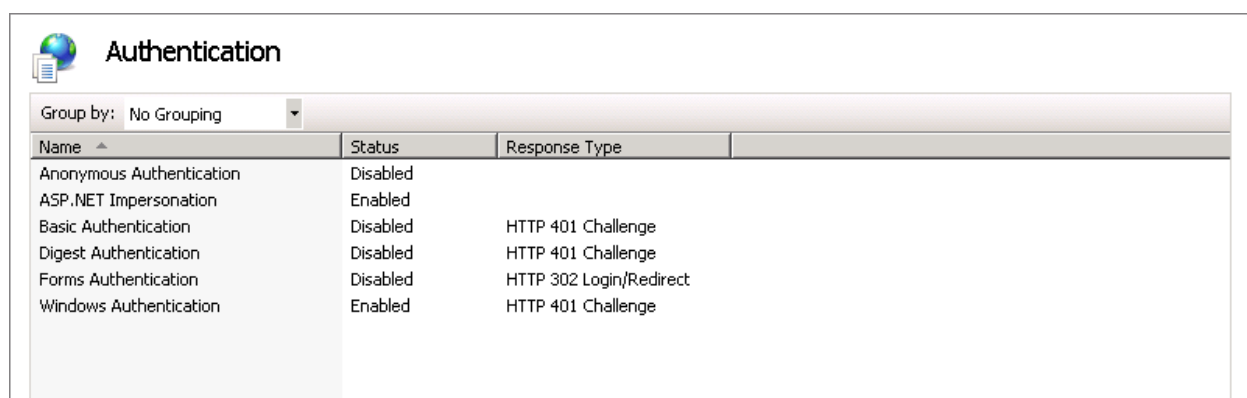 Authentication
Group by: No Grouping
Name Status Response Type
Anonymous Authentication Disabled
ASP.NET Impersonation Enabled
Basic Authentication Disabled HTTP 401 Challenge
Digest Authentication Disabled HTTP 401 Challenge
Forms Authentication Disabled HTTP 302 Login/Redirect
Windows Authentication Enabled HTTP 401 Challenge